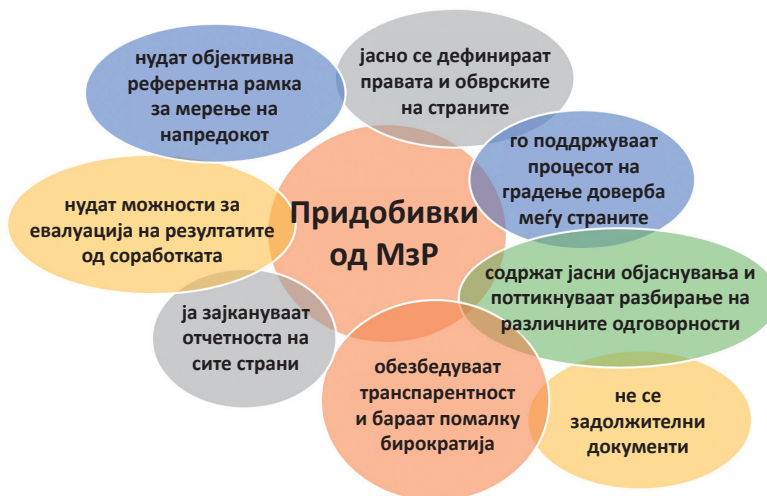 јасно се дефинираат
правата и обврските
на страните
го поддржуваат
процесот на
градење доверба
меѓу страните
содржат јасни објаснувања и
поттикнуваат разбирање на
различните одговорности
не се
задолжителни
документи
обезбедуваат
транспарентност
и бараат помалку
бирократија
ја зајкануваат
отчетноста на
сите страни
нудат можности за
евалуација на резултатите
од соработката
нудат објективна
референтна рамка
за мерење на
напредокот
Придобивки
од МзР